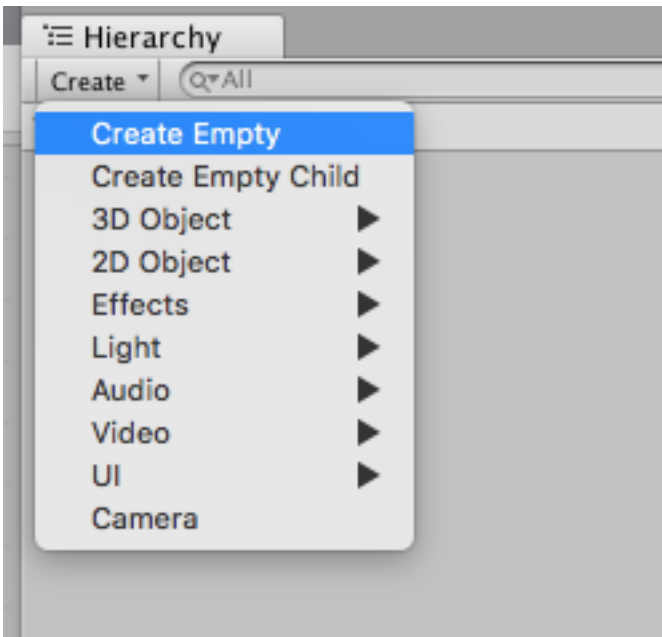 Hierarchy
Create All
Create Empty
Create Empty Child
3D Object
2D Object
Effects
Light
Audio
Video
UI
Camera